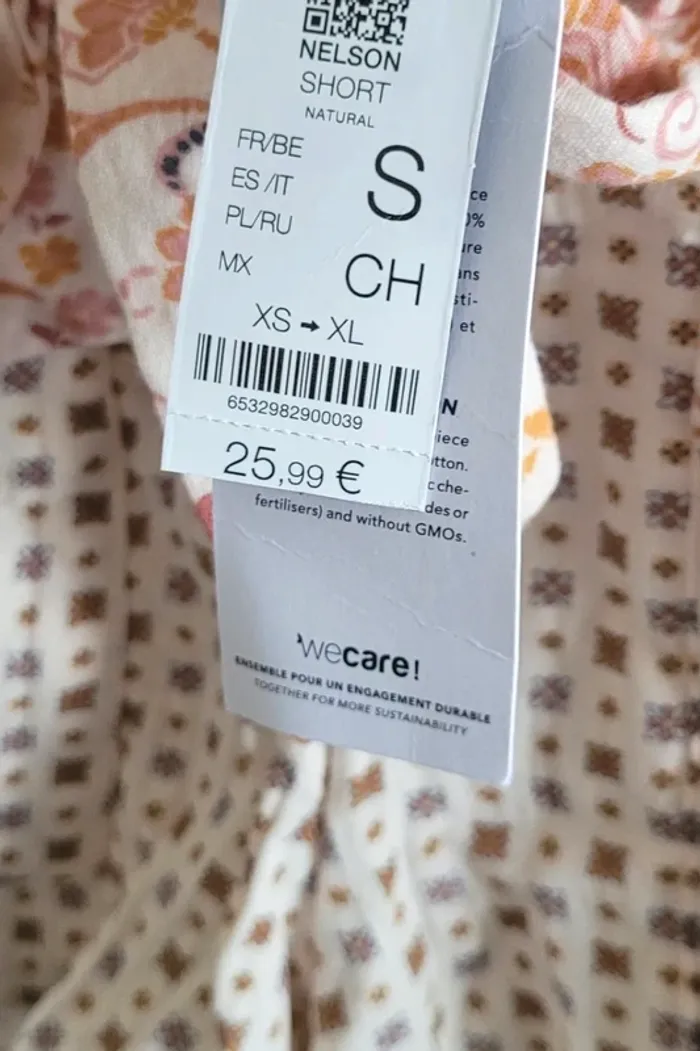 NELSON
SHORT
NATURAL
FR/BE
ES /IT
PL/RU
S
MX
CH
XS → XL
6532982900039
25,99 €
et
fertilisers) and without GMOs.
'wecare!
ENSEMBLE POUR UN ENGAGEMENT DURABLE
TOGETHER FOR MORE SUSTAINABILITY